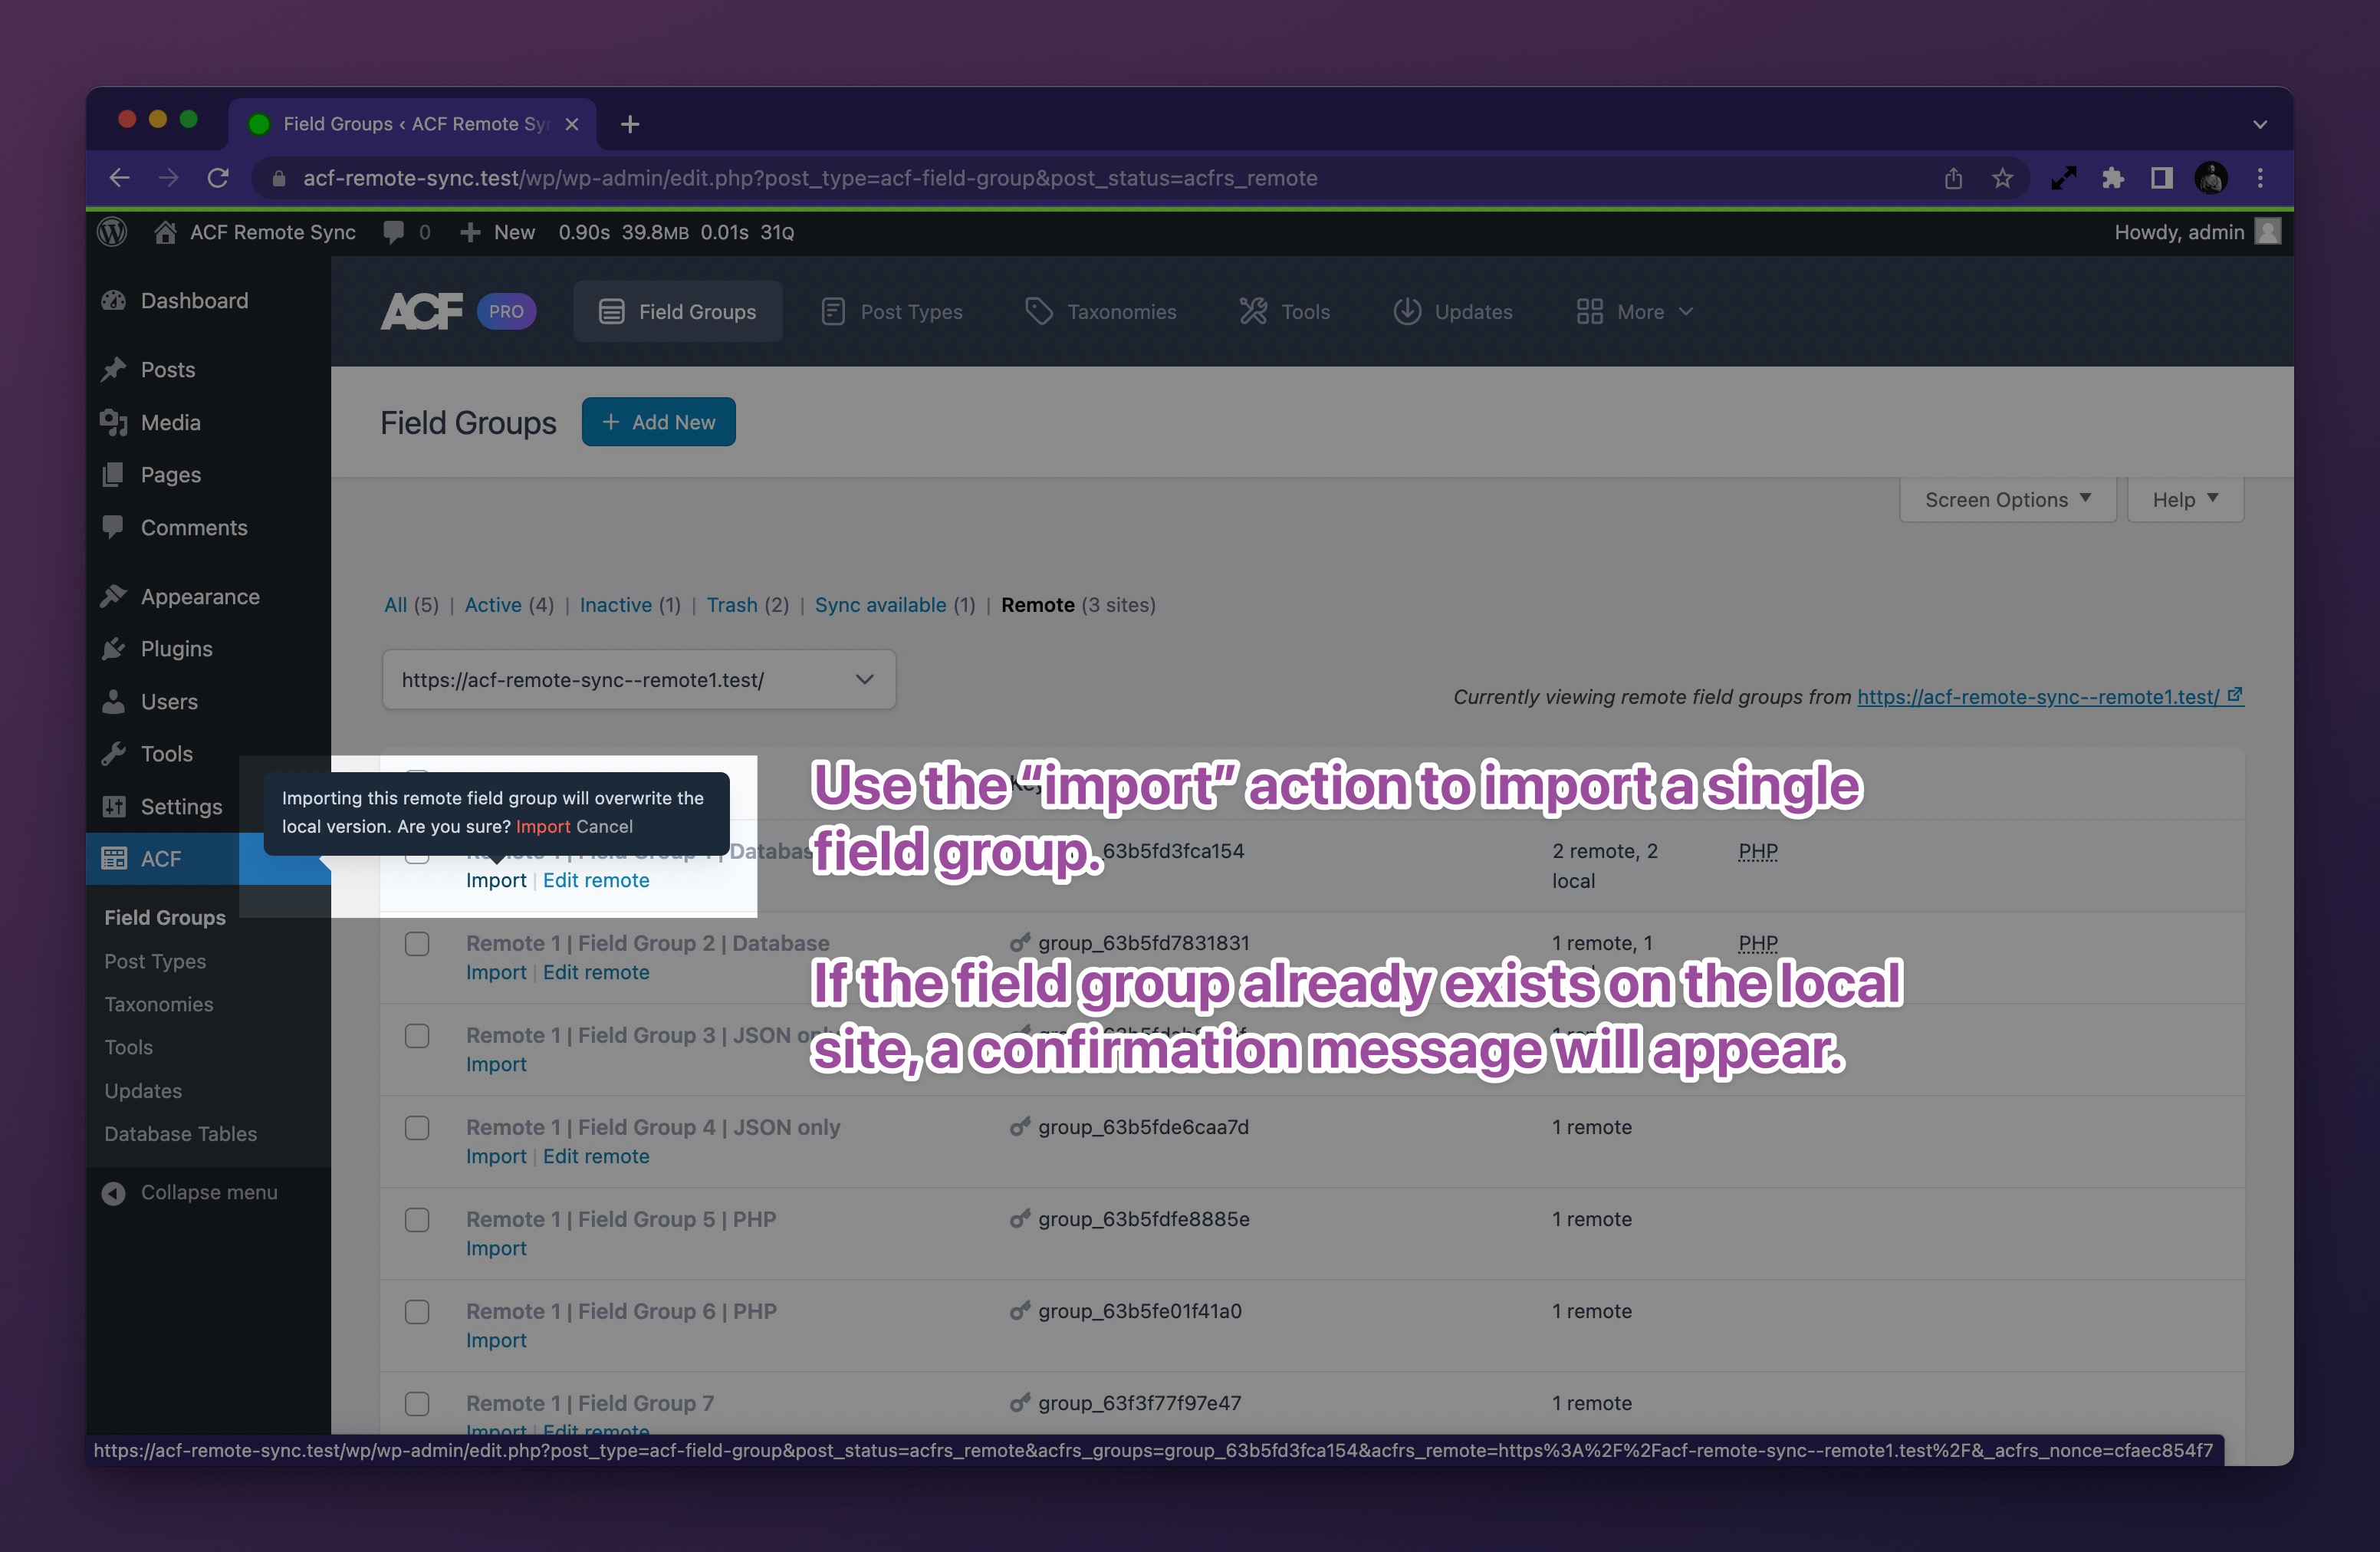 Field Groups ‹ ACF Remote Sy
acf-remote-sync.test/wp/wp-admin/edit.php?post_type=acf-field-group&post_status=acfrs_remote
ACF Remote Sync 0 New 0.90s 39.8MB 0.01s 31Q Howdy, admin
Dashboard
Posts
Media
Pages
Comments
Appearance
Plugins
Users
Tools
Settings
ACF
Field Groups
Post Types
Taxonomies
Tools
Updates
Database Tables
Collapse menu
ACF PRO Field Groups Post Types Taxonomies Tools Updates More
Field Groups + Add New
Screen Options Help
All (5) | Active (4) | Inactive (1) | Trash (2) | Sync available (1) | Remote (3 sites)
https://acf-remote-sync--remote1.test/
Currently viewing remote field groups from https://acf-remote-sync--remote1.test/
Importing this remote field group will overwrite the
local version. Are you sure? Import Cancel
Use the “import” action to import a single
field group.
63b5fd3fca154 2 remote, 2 PHP
local
Import | Edit remote
Remote 1 | Field Group 2 | Database group_63b5fd7831831 1 remote, 1 PHP
Import | Edit remote
If the field group already exists on the local
site, a confirmation message will appear.
Remote 1 | Field Group 3 | JSON
Import
Remote 1 | Field Group 4 | JSON only group_63b5fde6caa7d 1 remote
Import | Edit remote
Remote 1 | Field Group 5 | PHP group_63b5fdfe8885e 1 remote
Import
Remote 1 | Field Group 6 | PHP group_63b5fe01f41a0 1 remote
Import
Remote 1 | Field Group 7 group_63f3f77f97e47 1 remote
Import | Edit remote
https://acf-remote-sync.test/wp/wp-admin/edit.php?post_type=acf-field-group&post_status=acfrs_remote&acfrs_groups=group_63b5fd3fca154&acfrs_remote=https%3A%2F%2Facf-remote-sync--remote1.test%2F&_acfrs_nonce=cfaec854f7